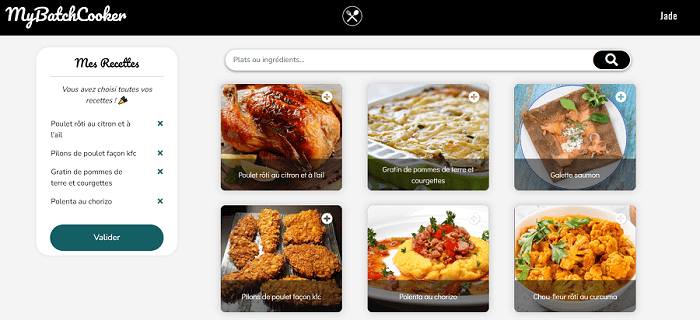 MyBatchCooker
Jade
Mes Recettes
Vous avez choisi toutes vos
recettes ! 🎉
Poulet rôti au citron et à
l'ail
Pilons de poulet façon kfc
Gratin de pommes de
terre et courgettes
Polenta au chorizo
Valider
Plats ou ingrédients...
Poulet rôti au citron et à l'ail
Gratin de pommes de terre et
courgettes
Galette saumon
Pilons de poulet façon kfc
Polenta au chorizo
Chou-fleur rôti au curcuma